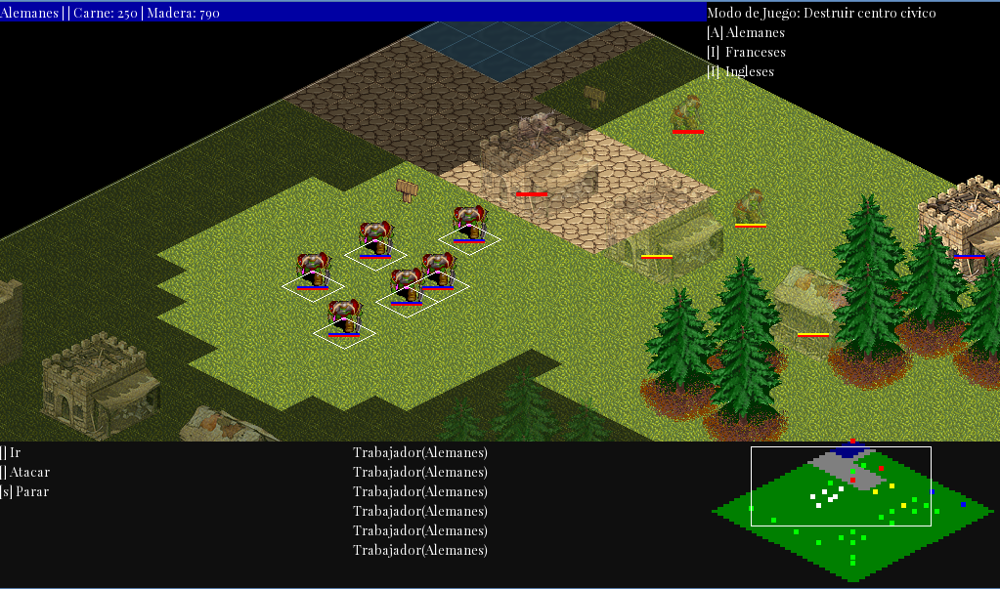 Alemanes || Carne: 250 | Madera: 790
Modo de Juego: Destruir centro civico
[A] Alemanes
[I] Franceses
[I] Ingleses
[] Ir
[] Atacar
[s] Parar
Trabajador(Alemanes)
Trabajador(Alemanes)
Trabajador(Alemanes)
Trabajador(Alemanes)
Trabajador(Alemanes)
Trabajador(Alemanes)